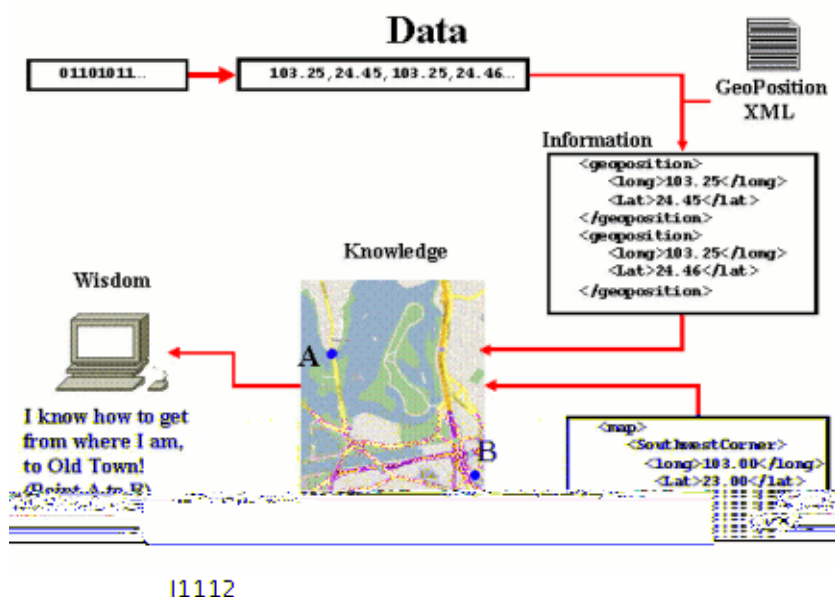 Data
01101011...
103.25,24.45,103.25,24.46...
GeoPosition
XML
Information
<geoposition>
<long>103.25</long>
<Lat>24.45</lat>
</geoposition>
<geoposition>
<long>103.25</long>
<Lat>24.46</lat>
</geoposition>
Knowledge
Wisdom
A
B
I know how to get
from where I am,
to Old Town!
(Point A to B)
<map>
<SouthwestCorner>
<long>103.00</long>
<Lat>23.00</lat>
I1112